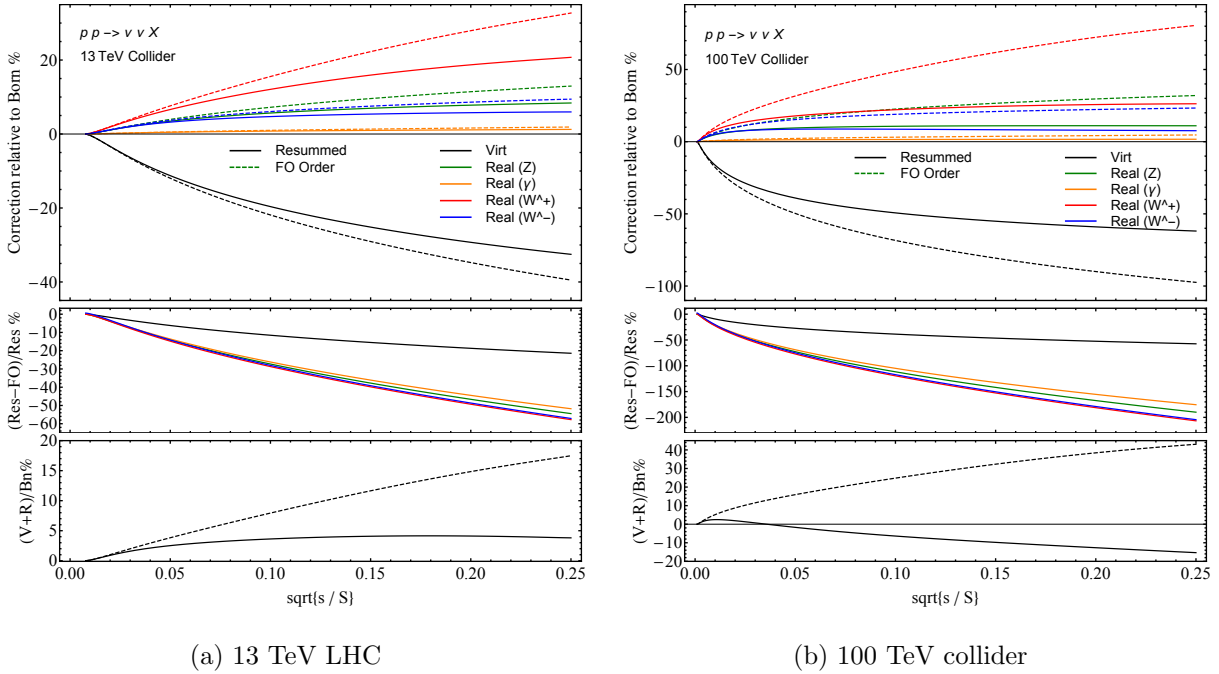 p p -> ν ν X
13 TeV Collider
Correction relative to Born %
20
0
−20
−40
Resummed
FO Order
Virt
Real (Z)
Real (γ)
Real (W^+)
Real (W^−)
(Res−FO)/Res %
0
−10
−20
−30
−40
−50
−60
(V+R)/Bn%
20
15
10
5
0
0.00 0.05 0.10 0.15 0.20 0.25
sqrt{s / S}
(a) 13 TeV LHC
p p -> ν ν X
100 TeV Collider
Correction relative to Born %
50
0
−50
−100
Resummed
FO Order
Virt
Real (Z)
Real (γ)
Real (W^+)
Real (W^−)
(Res−FO)/Res %
0
−50
−100
−150
−200
(V+R)/Bn%
40
30
20
10
0
−10
−20
0.00 0.05 0.10 0.15 0.20 0.25
sqrt{s / S}
(b) 100 TeV collider